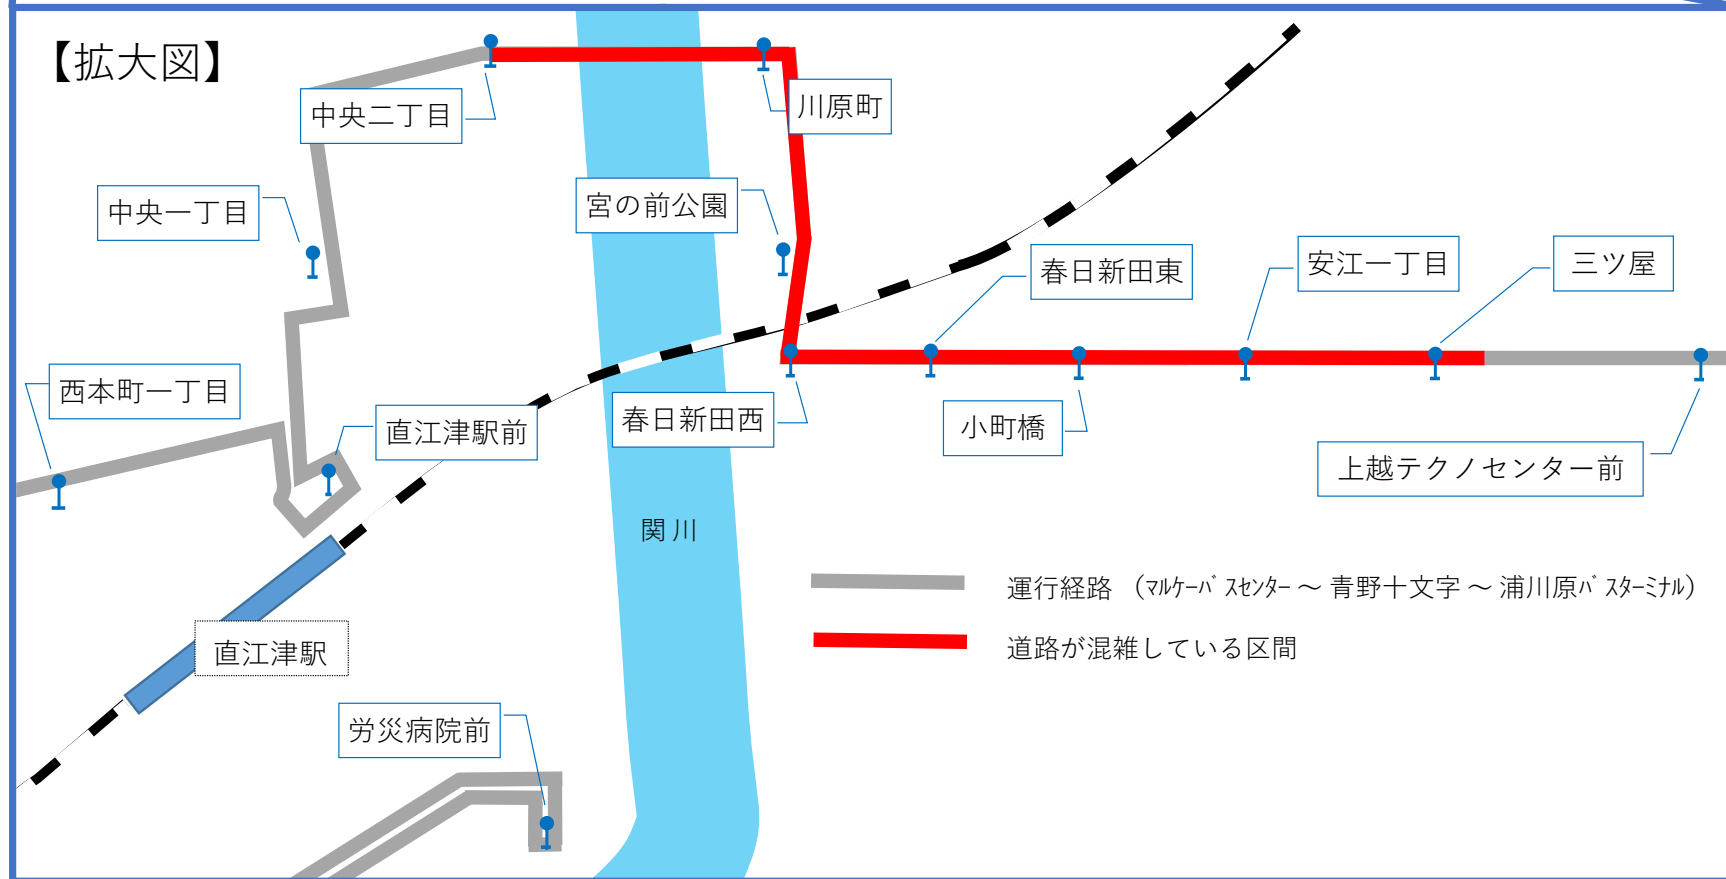 【拡大図】
中央二丁目
川原町
中央一丁目
宮の前公園
春日新田東
安江一丁目
三ツ屋
西本町一丁目
直江津駅前
春日新田西
小町橋
上越テクノセンター前
関川
運行経路 （ﾏﾙｹｰﾊﾞｽｾﾝﾀｰ ～ 青野十文字 ～ 浦川原ﾊﾞｽﾀｰﾐﾅﾙ）
道路が混雑している区間
直江津駅
労災病院前